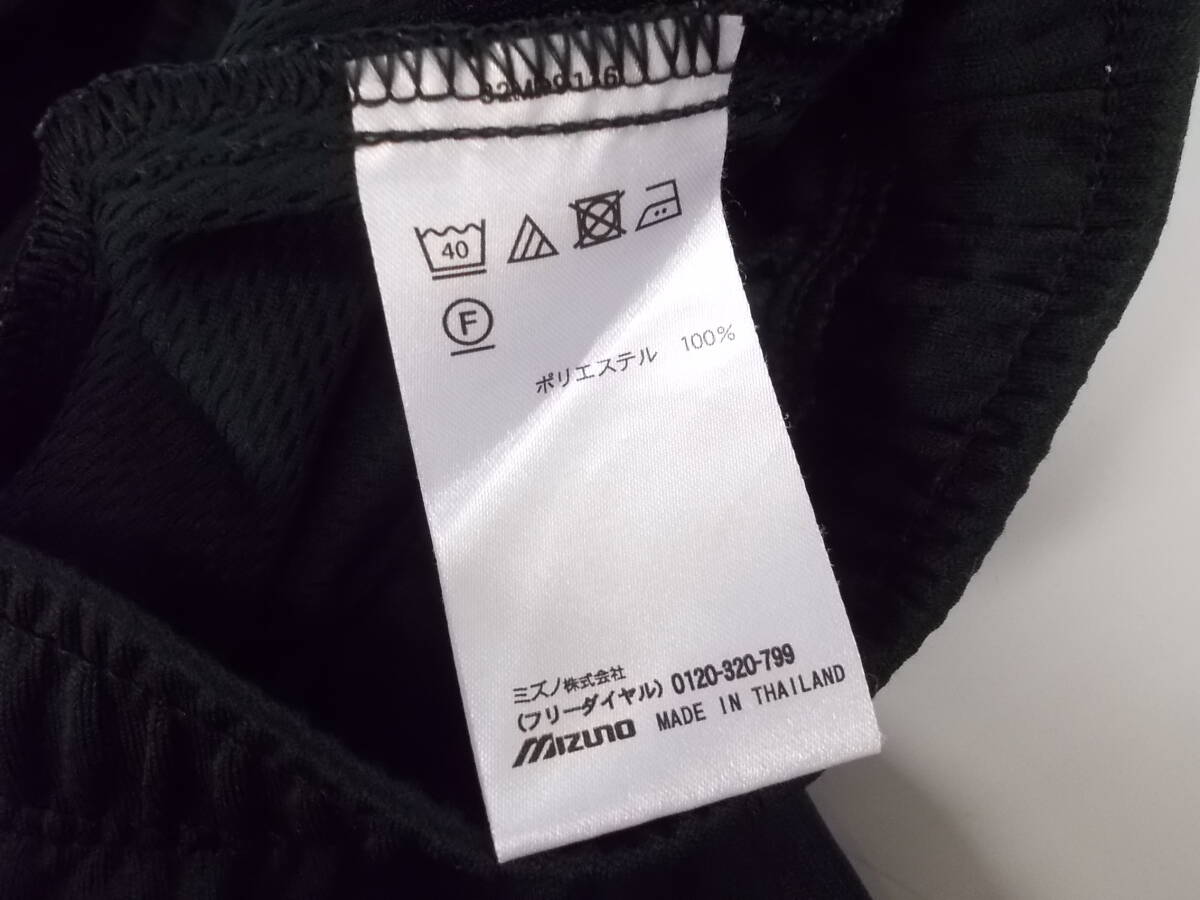 40
F
ポリエステル 100%
ミズノ株式会社
(フリーダイヤル) 0120-320-799
MIZUNO MADE IN THAILAND